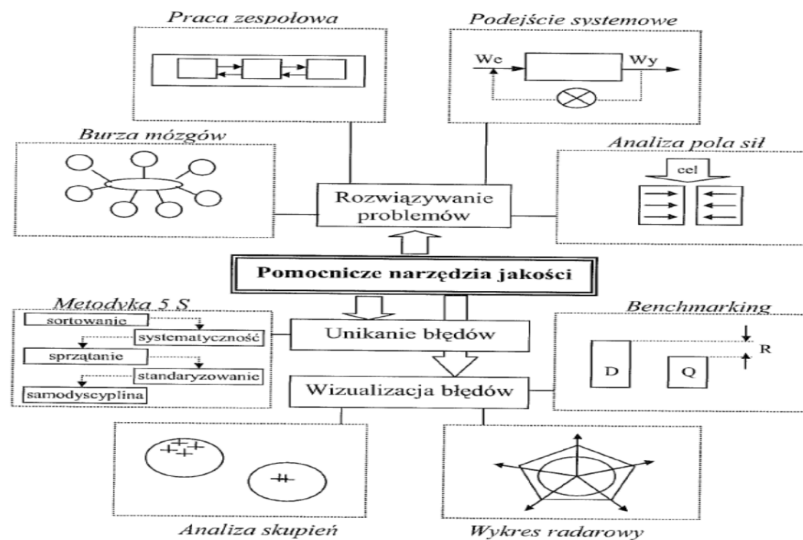 Praca zespołowa
Podejście systemowe
We
Wy
Burza mózgów
Analiza pola sił
cel
Rozwiązywanie
problemów
Pomocnicze narzędzia jakości
Metodyka 5 S
sortowanie
systematyczność
sprzątanie
standaryzowanie
samodyscyplina
Unikanie błędów
Wizualizacja błędów
Benchmarking
D
Q
R
Analiza skupień
Wykres radarowy